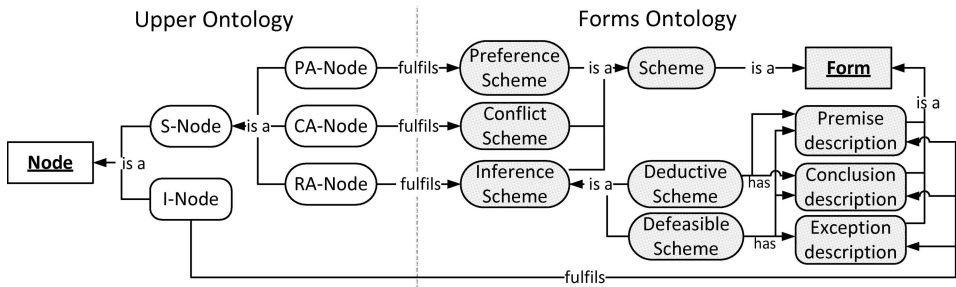 Upper Ontology
Forms Ontology
PA-Node
fulfils
Preference
Scheme
is a
Scheme
is a
Form
is a
S-Node
is a
CA-Node
fulfils
Conflict
Scheme
Premise
description
Node
is a
I-Node
RA-Node
fulfils
Inference
Scheme
is a
Deductive
Scheme
has
Conclusion
description
Defeasible
Scheme
has
Exception
description
fulfils